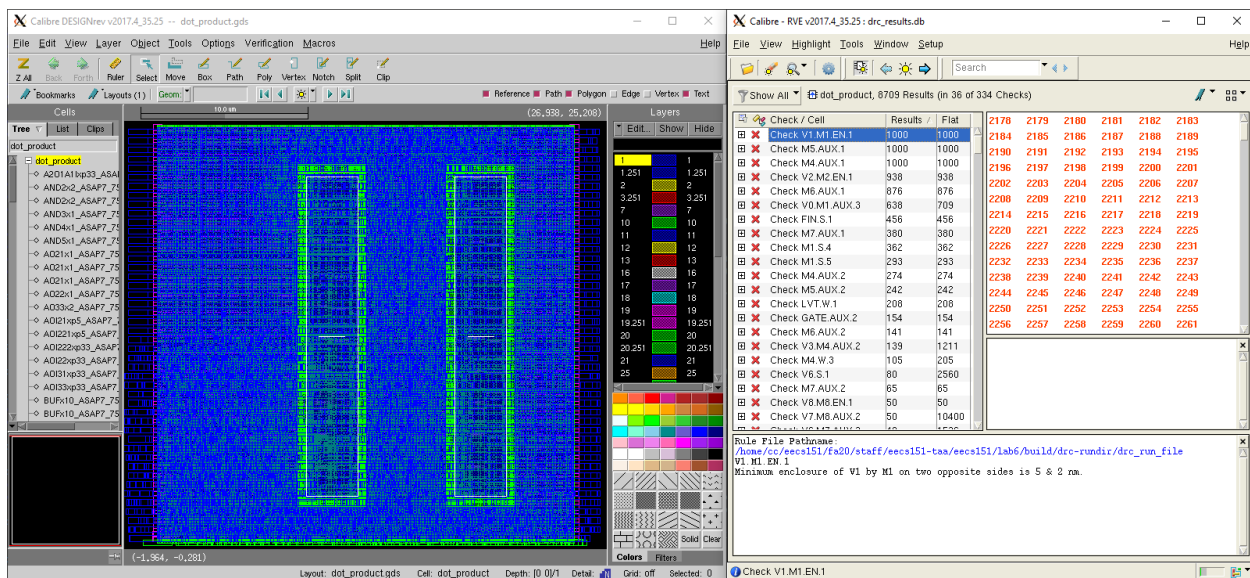 Calibre DESIGNrev v2017.4_35.25 -- dot_product.gds
File Edit View Layer Object Tools Options Verification Macros Help
Z All Back Forth Ruler Select Move Box Path Poly Vertex Notch Split Clip
Bookmarks Layouts (1) Geom: Reference Path Polygon Edge Vertex Text
Cells
Tree List Clips
dot_product
dot_product
A2O1A1Ixp33_ASAI
AND2x2_ASAP7_75
AND2x2_ASAP7_75
AND3x1_ASAP7_75
AND4x1_ASAP7_75
AND5x1_ASAP7_75
AO21x1_ASAP7_75
AO21x1_ASAP7_75
AO21x1_ASAP7_75
AO22x1_ASAP7_75
AO33x2_ASAP7_75
AOI21xp5_ASAP7_7
AOI221xp5_ASAP7
AOI22xp33_ASAP7
AOI222xp33_ASAP
AOI31xp33_ASAP7
AOI33xp33_ASAP7
BUFx10_ASAP7_75
BUFx10_ASAP7_75
10.0 um (26,938, 25,208)
(-1.964, -0.281)
Layers
Edit... Show Hide
1 1
1.251 1.251
2 2
3.251 3.251
7 7
10 10
11 11
12 12
13 13
16 16
17 17
18 18
19 19
19.251 19.251
20 20
20.251 20.251
21 21
25 25
Solid Clear
Colors Filters
Layout: dot_product.gds Cell: dot_product Depth: [0 0]/1 Detail: Grid: off Selected: 0
Calibre - RVE v2017.4_35.25 : drc_results.db
File View Highlight Tools Window Setup Help
Search
Show All dot_product, 8709 Results (in 36 of 334 Checks)
Check / Cell Results Flat
Check V1.M1.EN.1 1000 1000
Check M5.AUX.1 1000 1000
Check M4.AUX.1 1000 1000
Check V2.M2.EN.1 938 938
Check M6.AUX.1 876 876
Check V0.M1.AUX.3 638 709
Check FIN.S.1 456 456
Check M7.AUX.1 380 380
Check M1.S.4 362 362
Check M1.S.5 293 293
Check M4.AUX.2 274 274
Check M5.AUX.2 242 242
Check LVT.W.1 208 208
Check GATE.AUX.2 154 154
Check M6.AUX.2 141 141
Check V3.M4.AUX.2 139 1211
Check M4.W.3 105 205
Check V6.S.1 80 2560
Check M7.AUX.2 65 65
Check V8.M8.EN.1 50 50
Check V7.M8.AUX.2 50 10400
2178 2179 2180 2181 2182 2183
2184 2185 2186 2187 2188 2189
2190 2191 2192 2193 2194 2195
2196 2197 2198 2199 2200 2201
2202 2203 2204 2205 2206 2207
2208 2209 2210 2211 2212 2213
2214 2215 2216 2217 2218 2219
2220 2221 2222 2223 2224 2225
2226 2227 2228 2229 2230 2231
2232 2233 2234 2235 2236 2237
2238 2239 2240 2241 2242 2243
2244 2245 2246 2247 2248 2249
2250 2251 2252 2253 2254 2255
2256 2257 2258 2259 2260 2261
Rule File Pathname:
/home/cc/eecs151/fa20/staff/eecs151-taa/eecs151/lab6/build/drc-rundir/drc_run_file
V1.M1.EN.1
Minimum enclosure of V1 by M1 on two opposite sides is 5 & 2 nm.
Check V1.M1.EN.1